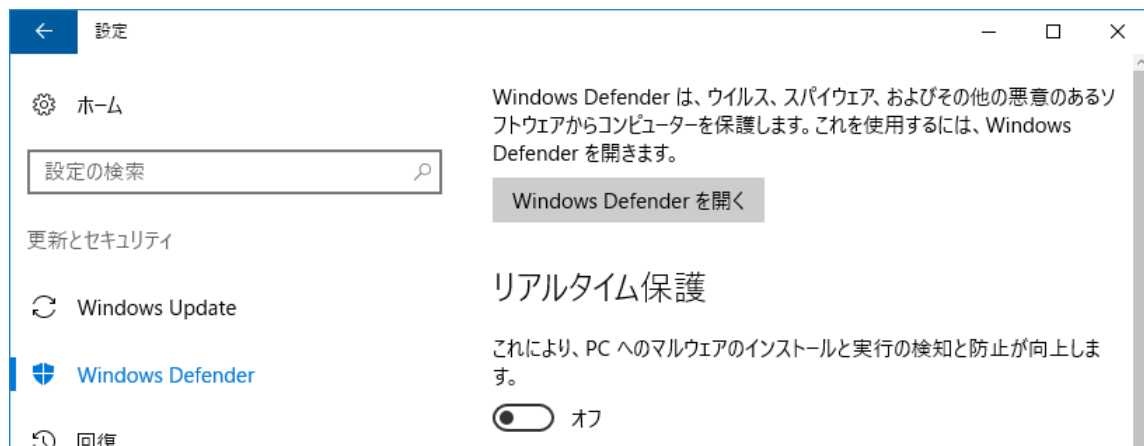 設定
ホーム
設定の検索
更新とセキュリティ
Windows Update
Windows Defender
回復
Windows Defender は、ウイルス、スパイウェア、およびその他の悪意のあるソ
フトウェアからコンピューターを保護します。これを使用するには、Windows
Defender を開きます。
Windows Defender を開く
リアルタイム保護
これにより、PC へのマルウェアのインストールと実行の検知と防止が向上しま
す。
オフ